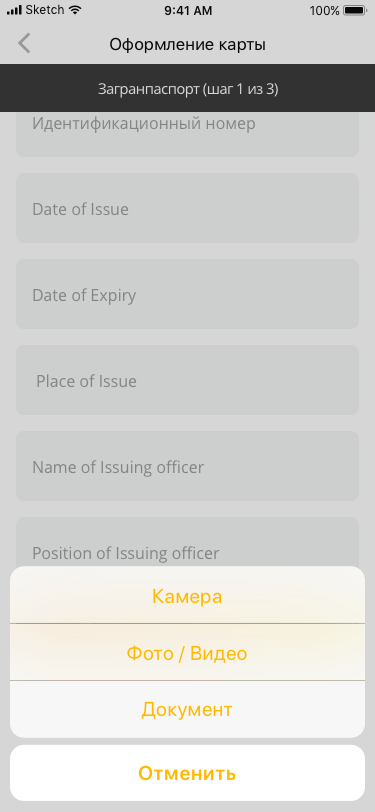 Sketch 9:41 AM 100%
Оформление карты
Загранпаспорт (шаг 1 из 3)
Идентификационный номер
Date of Issue
Date of Expiry
Place of Issue
Name of Issuing officer
Position of Issuing officer
Камера
Фото / Видео
Документ
Отменить